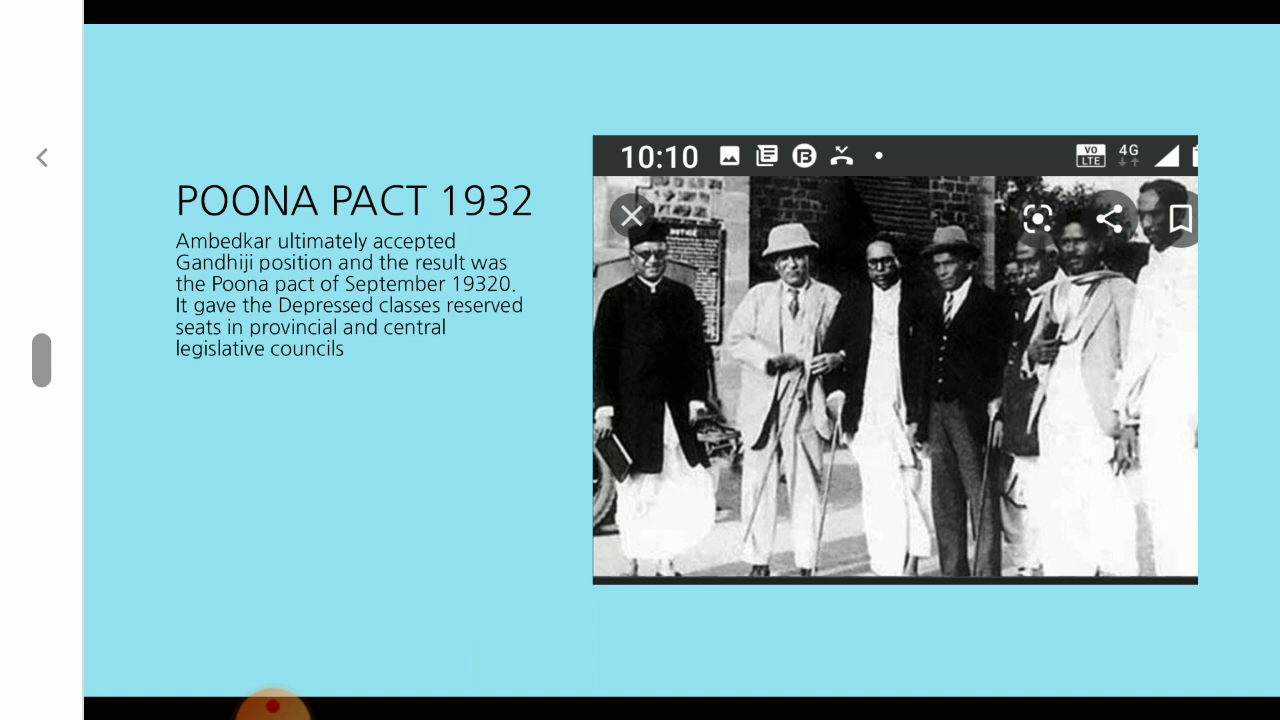 POONA PACT 1932
Ambedkar ultimately accepted
Gandhiji position and the result was
the Poona pact of September 19320.
It gave the Depressed classes reserved
seats in provincial and central
legislative councils
10:10
VO LTE
4G
NOTICE